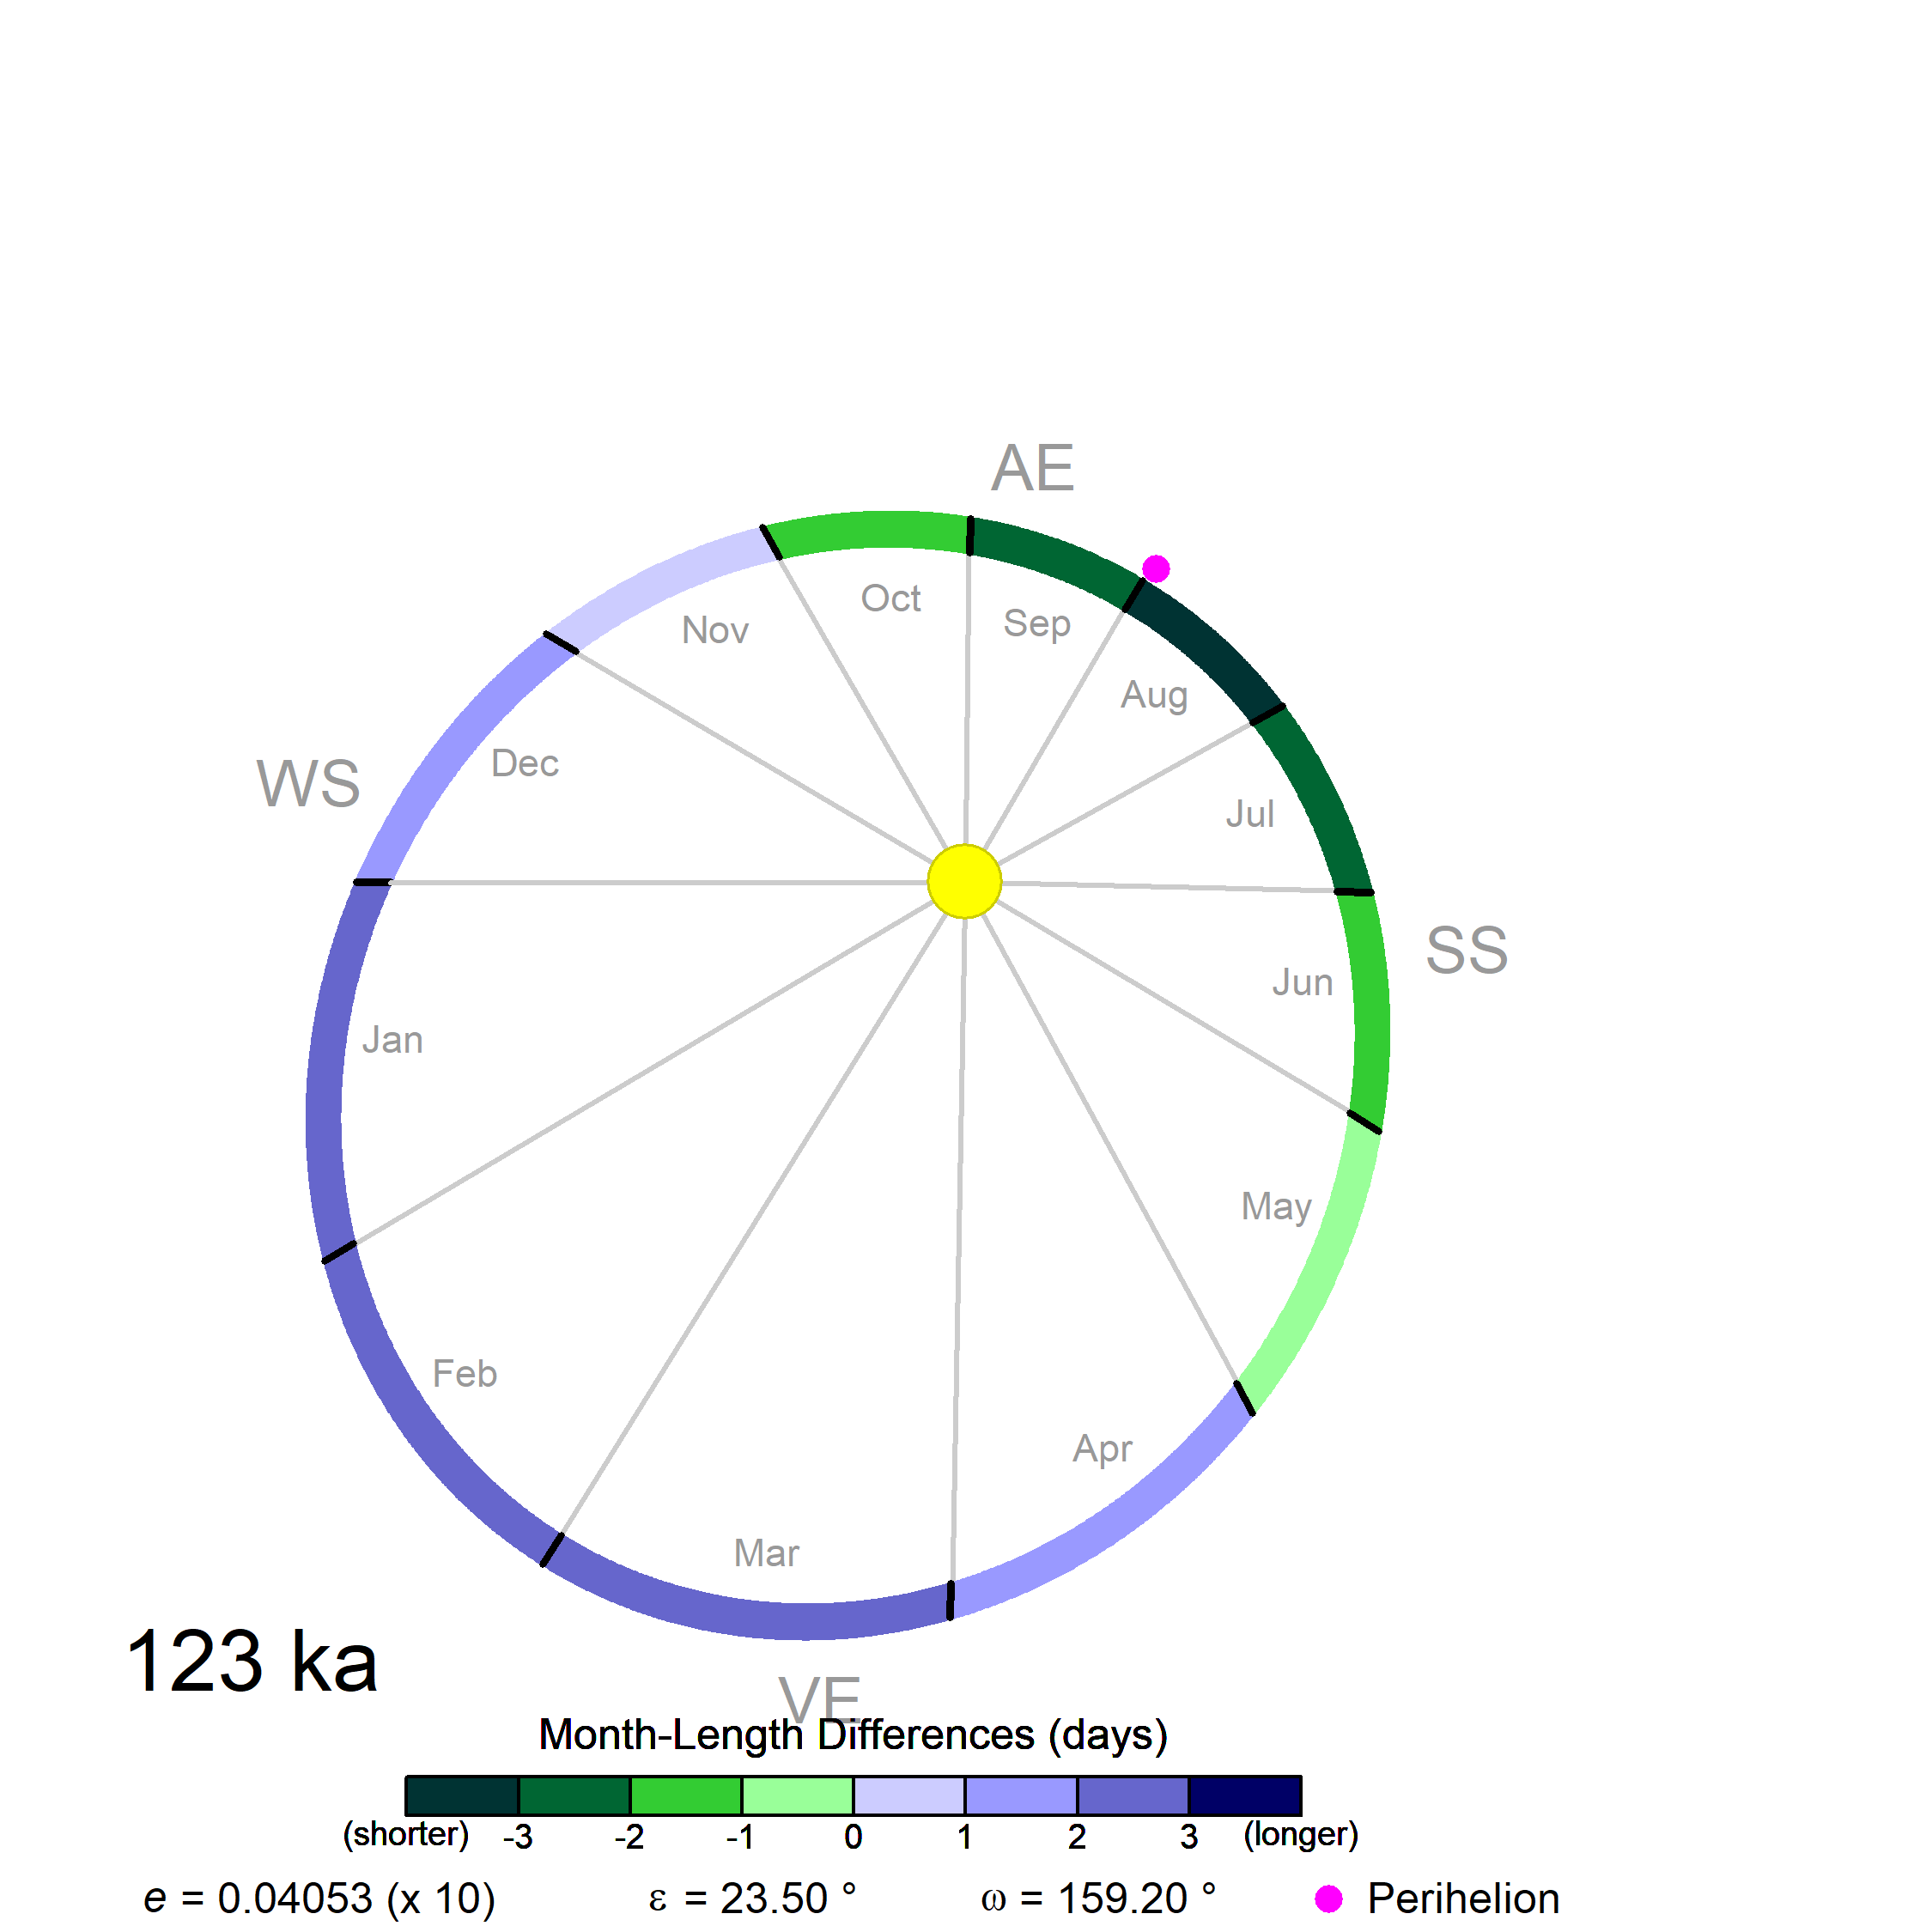 AE
Oct
Sep
Nov
Aug
WS
Dec
Jul
SS
Jun
Jan
May
Feb
Apr
Mar
123 ka
VE
Month-Length Differences (days)
(shorter) -3 -2 -1 0 1 2 3 (longer)
e = 0.04053 (x 10) ε = 23.50 ° ω = 159.20 ° Perihelion